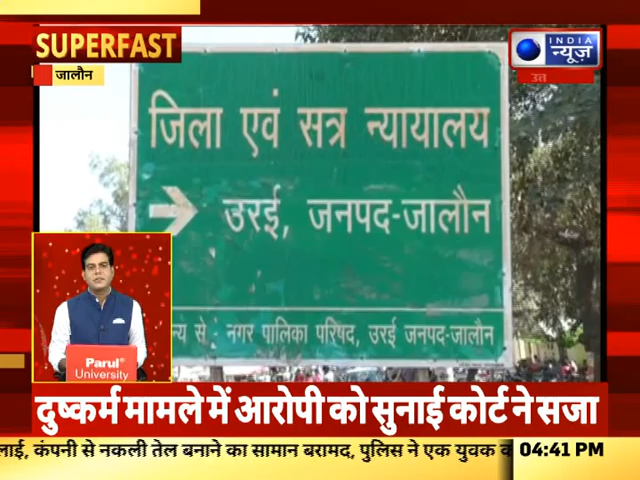 SUPERFAST
INDIA
न्यूज़
जालौन
उत
जिला एवं सत्र न्यायालय
उरई, जनपद-जालौन
न्य से : नगर पालिका परिषद, उरई जनपद-जालौन
Parul®
University
दुष्कर्म मामले में आरोपी को सुनाई कोर्ट ने सजा
लाई, कंपनी से नकली तेल बनाने का सामान बरामद, पुलिस ने एक युवक
04:41 PM